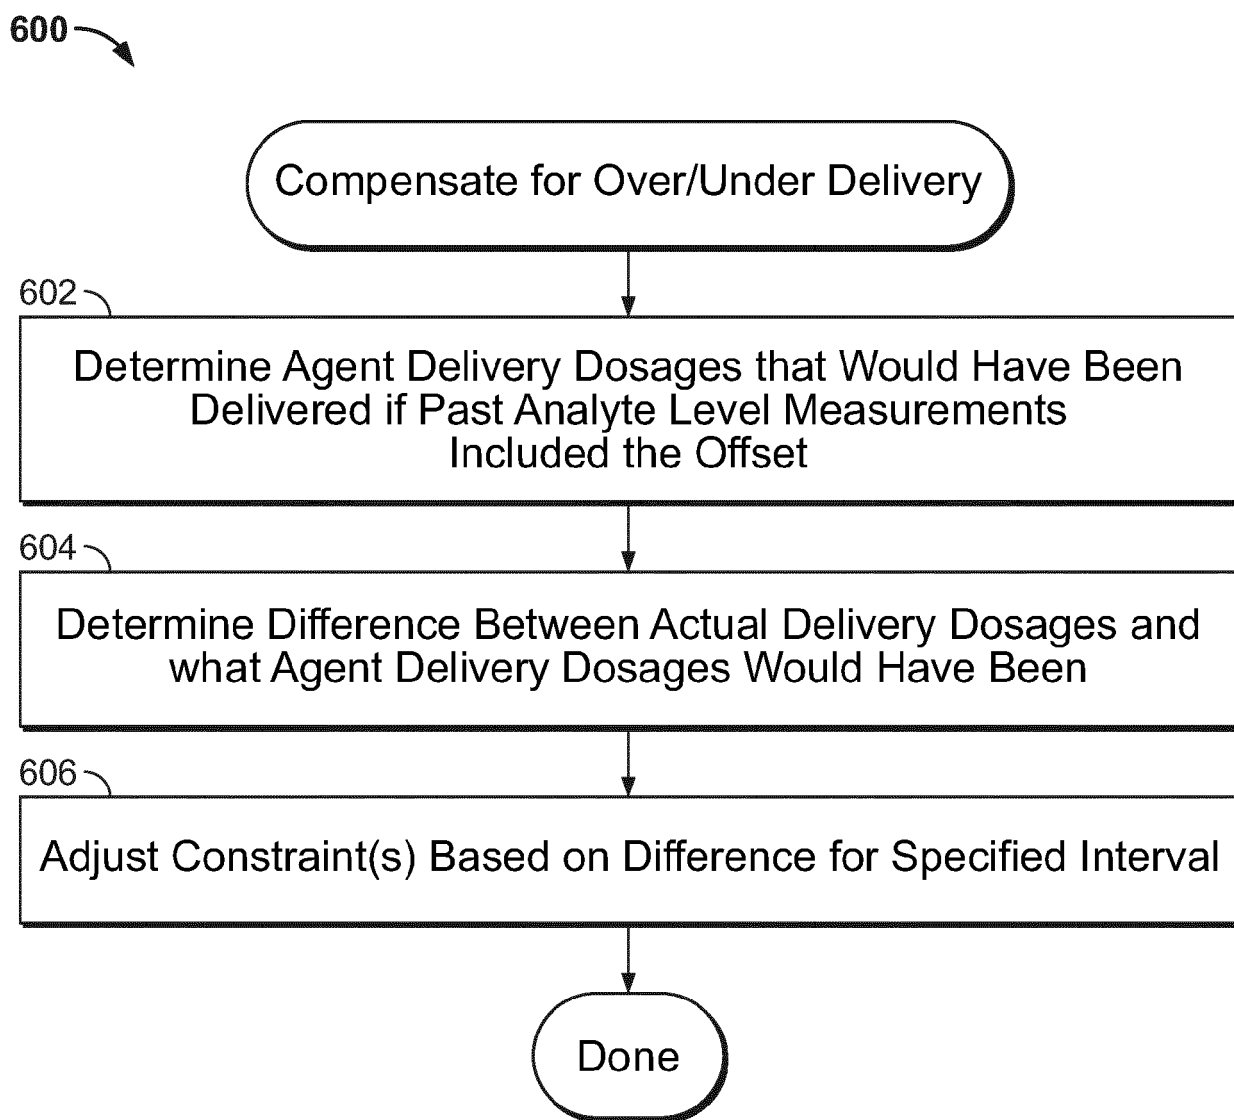 600
Compensate for Over/Under Delivery
602
Determine Agent Delivery Dosages that Would Have Been
Delivered if Past Analyte Level Measurements
Included the Offset
604
Determine Difference Between Actual Delivery Dosages and
what Agent Delivery Dosages Would Have Been
606
Adjust Constraint(s) Based on Difference for Specified Interval
Done